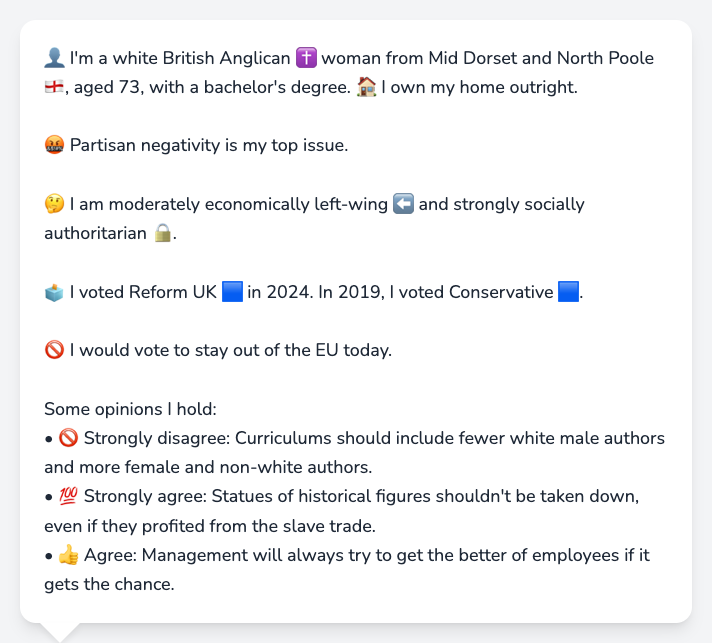 👤 I'm a white British Anglican ✝️ woman from Mid Dorset and North Poole
🏴󠁧󠁢󠁥󠁮󠁧󠁿, aged 73, with a bachelor's degree. 🏠 I own my home outright.
🤬 Partisan negativity is my top issue.
🤔 I am moderately economically left-wing ⬅️ and strongly socially
authoritarian 🔒.
🗳️ I voted Reform UK 🟦 in 2024. In 2019, I voted Conservative 🟦.
🚫 I would vote to stay out of the EU today.
Some opinions I hold:
• 🚫 Strongly disagree: Curriculums should include fewer white male authors
and more female and non-white authors.
• 💯 Strongly agree: Statues of historical figures shouldn't be taken down,
even if they profited from the slave trade.
• 👍 Agree: Management will always try to get the better of employees if it
gets the chance.